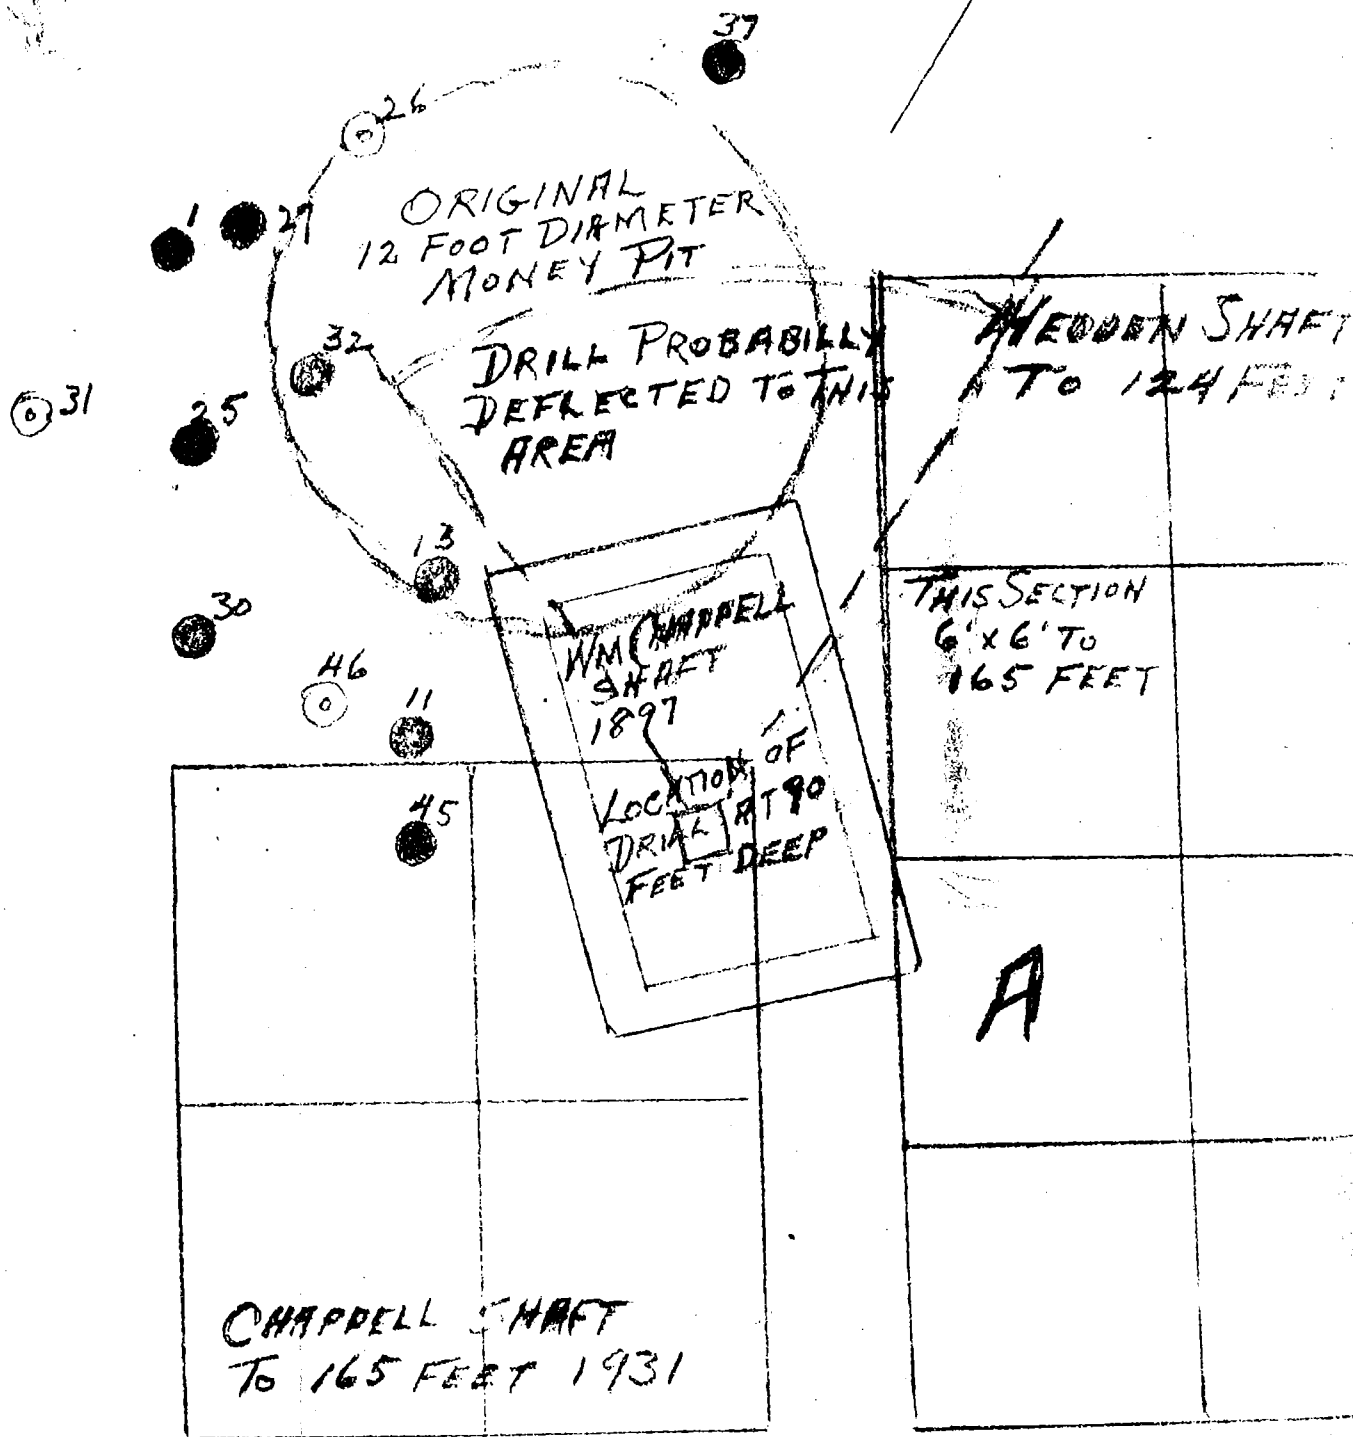 37
26
ORIGINAL
12 FOOT DIAMETER
MONEY PIT
1
27
32
31
25
DRILL PROBABILLY
DEFLECTED TO THIS
AREA
HEDDEN SHAFT
TO 124 FEET
13
30
46
11
45
WM CHAPPELL
SHAFT
1897
LOCATION OF
DRILL AT 90
FEET DEEP
THIS SECTION
6'x6' TO
165 FEET
A
CHAPPELL SHAFT
TO 165 FEET 1931